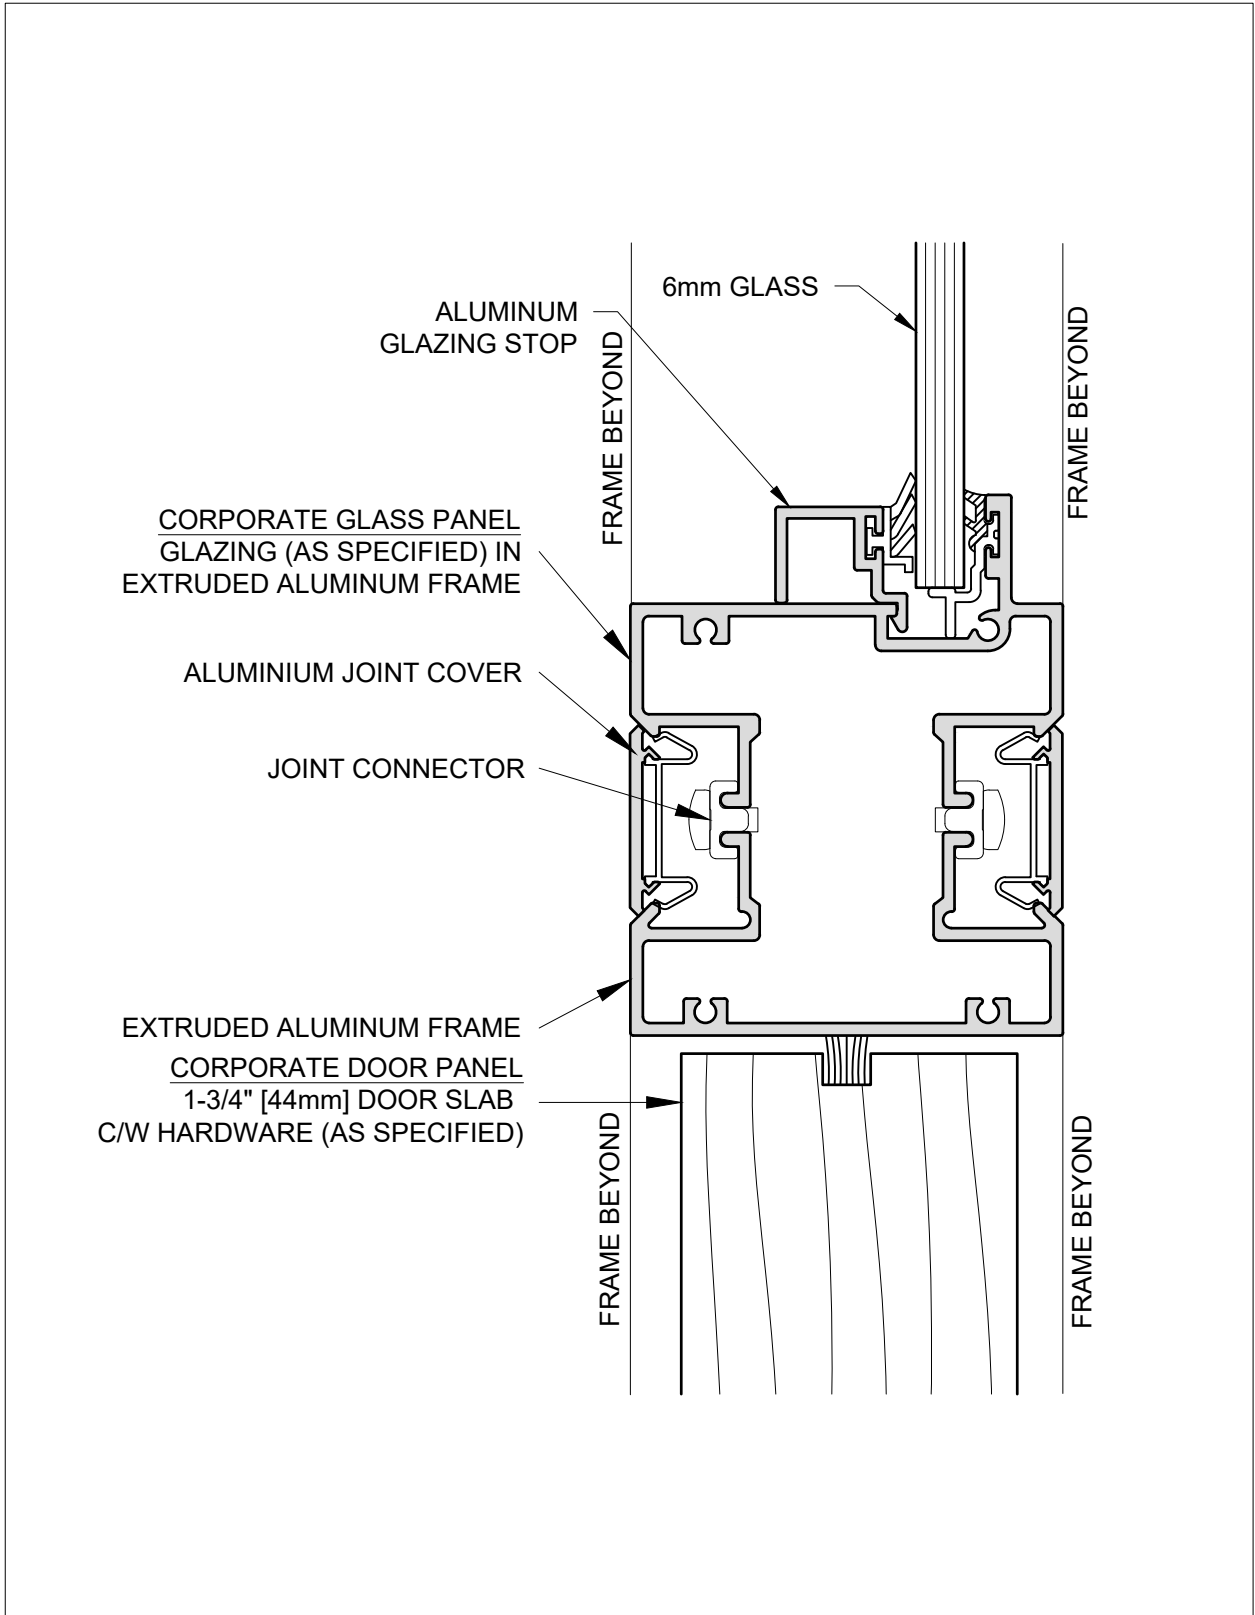 6mm GLASS
ALUMINUM
GLAZING STOP
FRAME BEYOND
FRAME BEYOND
CORPORATE GLASS PANEL
GLAZING (AS SPECIFIED) IN
EXTRUDED ALUMINUM FRAME
ALUMINIUM JOINT COVER
JOINT CONNECTOR
EXTRUDED ALUMINUM FRAME
CORPORATE DOOR PANEL
1-3/4" [44mm] DOOR SLAB
C/W HARDWARE (AS SPECIFIED)
FRAME BEYOND
FRAME BEYOND